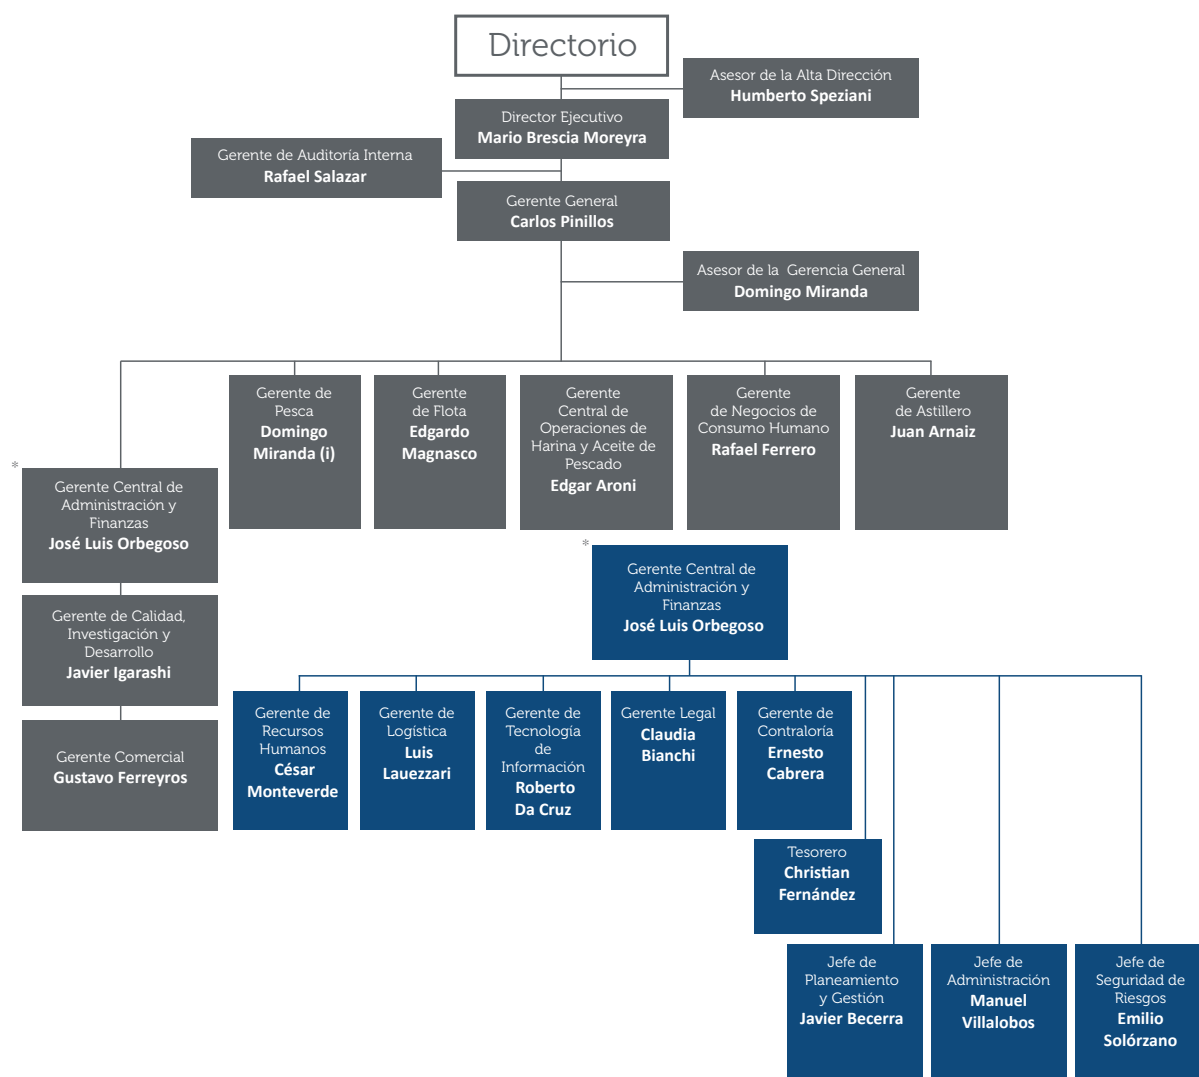 Directorio
Asesor de la Alta Dirección
Humberto Speziani
Director Ejecutivo
Mario Brescia Moreyra
Gerente de Auditoría Interna
Rafael Salazar
Gerente General
Carlos Pinillos
Asesor de la Gerencia General
Domingo Miranda
Gerente de
Pesca
Domingo
Miranda (i)
Gerente
de Flota
Edgardo
Magnasco
Gerente
Central de
Operaciones de
Harina y Aceite de
Pescado
Edgar Aroni
Gerente
de Negocios de
Consumo Humano
Rafael Ferrero
Gerente
de Astillero
Juan Arnaiz
*
Gerente Central de
Administración y
Finanzas
José Luis Orbegoso
Gerente de Calidad,
Investigación y
Desarrollo
Javier Igarashi
Gerente Comercial
Gustavo Ferreyros
*
Gerente Central de
Administración y
Finanzas
José Luis Orbegoso
Gerente de
Recursos
Humanos
César
Monteverde
Gerente de
Logística
Luis
Lauezzari
Gerente de
Tecnología
de
Información
Roberto
Da Cruz
Gerente Legal
Claudia
Bianchi
Gerente de
Contraloría
Ernesto
Cabrera
Tesorero
Christian
Fernández
Jefe de
Planeamiento
y Gestión
Javier Becerra
Jefe de
Administración
Manuel
Villalobos
Jefe de
Seguridad de
Riesgos
Emilio
Solórzano